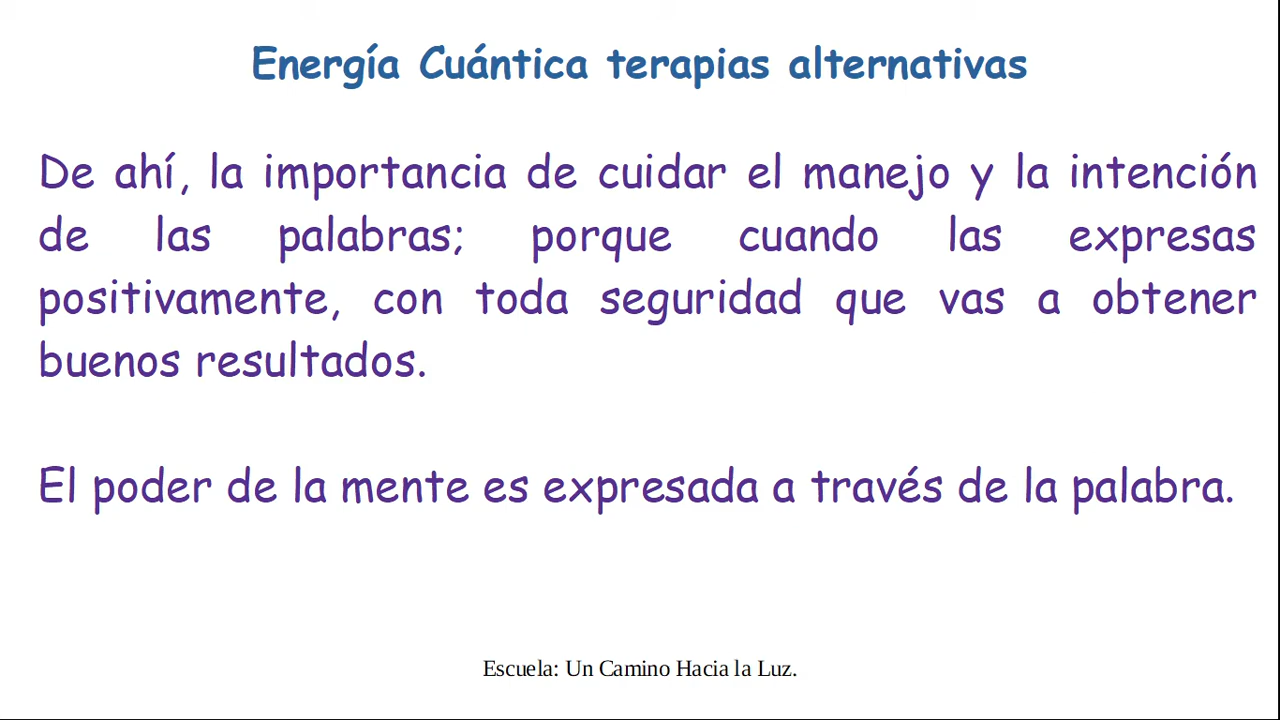 Energía Cuántica terapias alternativas
De ahí, la importancia de cuidar el manejo y la intención
de las palabras; porque cuando las expresas
positivamente, con toda seguridad que vas a obtener
buenos resultados.
El poder de la mente es expresada a través de la palabra.
Escuela: Un Camino Hacia la Luz.